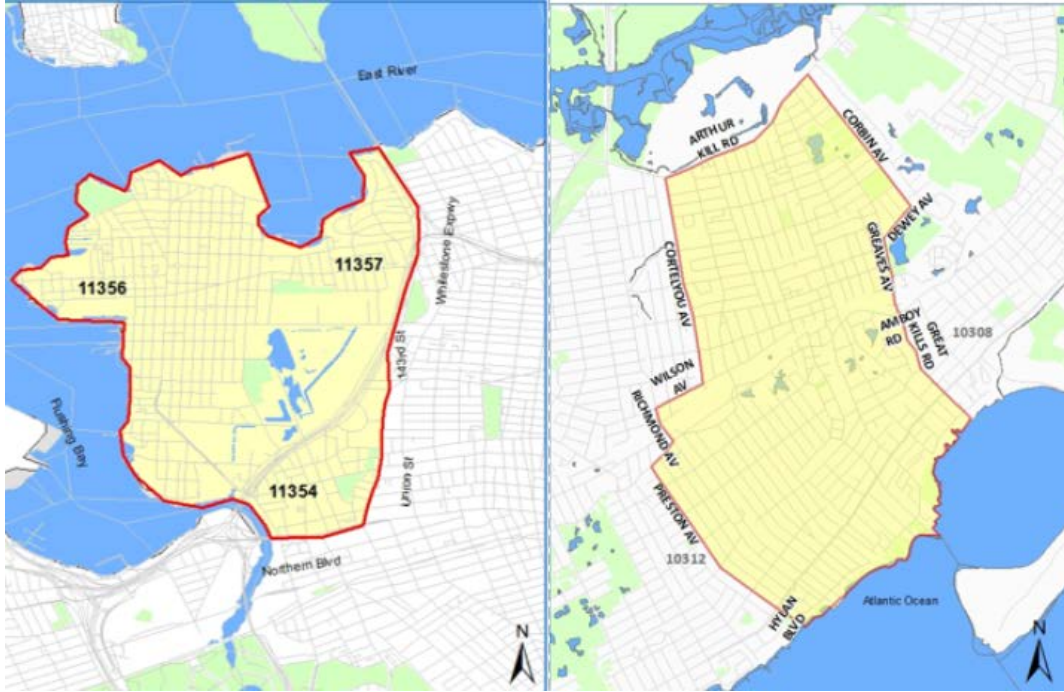 East River
11357
11356
Whitestone Expwy
143rd St
Flushing Bay
Union St
11354
Northern Blvd
N
ARTHUR
KILL RD
CORBIN AV
DEWEY AV
GREAVES AV
CORTELYOU AV
AMBOY
RD
GREAT
KILLS RD
10308
WILSON
AV
RICHMOND AV
PRESTON AV
10312
HYLAN
BLVD
Atlantic Ocean
N